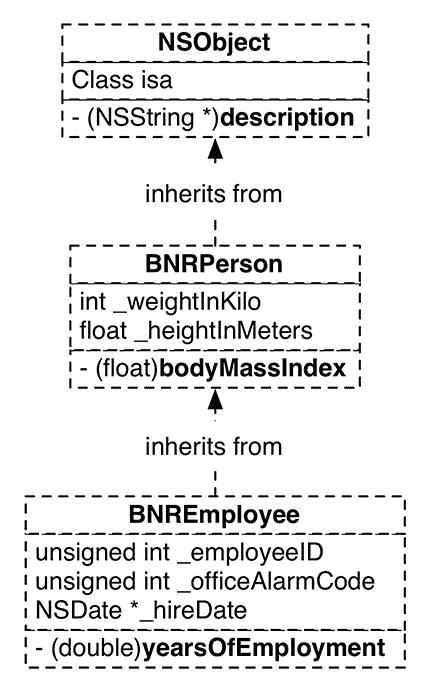 NSObject
Class isa
- (NSString *)description
inherits from
BNRPerson
int _weightInKilo
float _heightInMeters
- (float)bodyMassIndex
inherits from
BNREmployee
unsigned int _employeeID
unsigned int _officeAlarmCode
NSDate *_hireDate
- (double)yearsOfEmployment